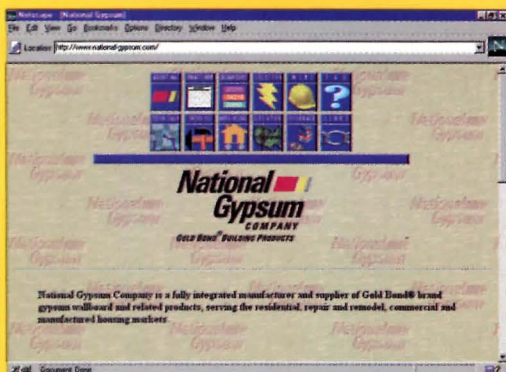 Netscape - [National Gypsum]
File Edit View Go Bookmarks Options Directory Window Help
Location: http://www.national-gypsum.com/
National
Gypsum
COMPANY
GOLD BOND® BUILDING PRODUCTS
National Gypsum Company is a fully integrated manufacturer and supplier of Gold Bond® brand
gypsum wallboard and related products, serving the residential, repair and remodel, commercial and
manufactured housing markets.
Document Done